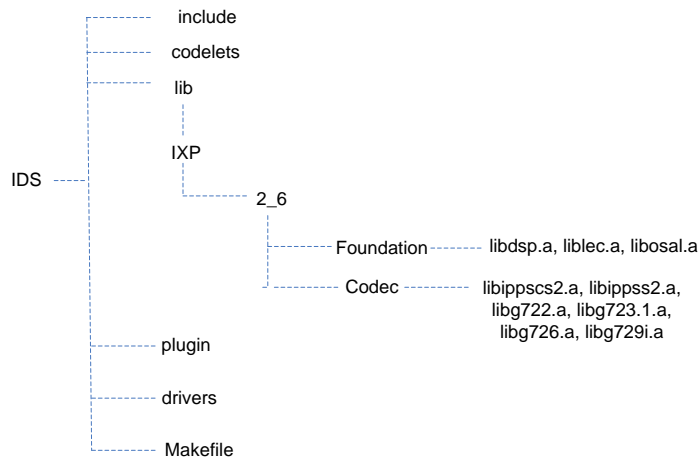 include
codelets
lib
IXP
IDS
2_6
Foundation
libdsp.a, liblec.a, libosal.a
Codec
libippscs2.a, libippss2.a,
libg722.a, libg723.1.a,
libg726.a, libg729i.a
plugin
drivers
Makefile